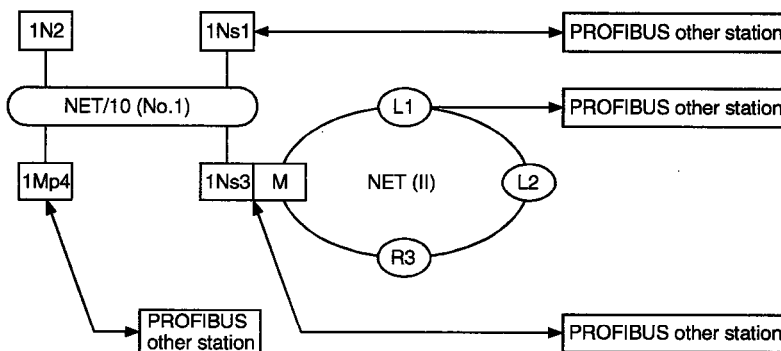 1N2
1Ns1
PROFIBUS other station
NET/10 (No.1)
L1
PROFIBUS other station
1Mp4
1Ns3
M
NET (II)
L2
R3
PROFIBUS
other station
PROFIBUS other station